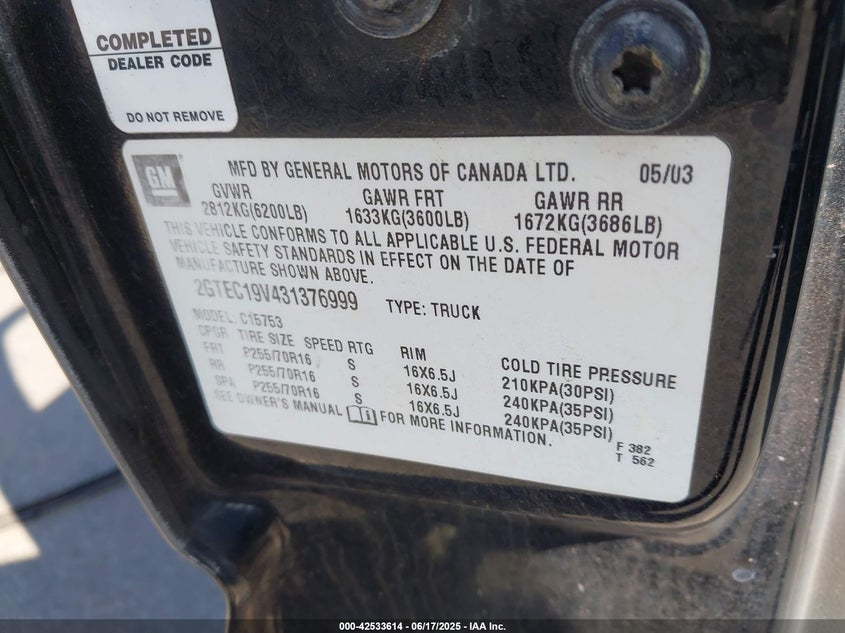 COMPLETED
DEALER CODE
DO NOT REMOVE
GM
MFD BY GENERAL MOTORS OF CANADA LTD. 05/03
GVWR GAWR FRT GAWR RR
2812KG(6200LB) 1633KG(3600LB) 1672KG(3686LB)
THIS VEHICLE CONFORMS TO ALL APPLICABLE U.S. FEDERAL MOTOR
VEHICLE SAFETY STANDARDS IN EFFECT ON THE DATE OF
MANUFACTURE SHOWN ABOVE.
2GTEC19V431376999 TYPE: TRUCK
MODEL: C15753
CPGR TIRE SIZE SPEED RTG RIM COLD TIRE PRESSURE
FRT P255/70R16 S 16X6.5J 210KPA(30PSI)
RR P255/70R16 S 16X6.5J 240KPA(35PSI)
SPA P255/70R16 S 16X6.5J 240KPA(35PSI)
SEE OWNER'S MANUAL FOR MORE INFORMATION.
F 382
T 562
000-42533614 - 06/17/2025 - IAA Inc.